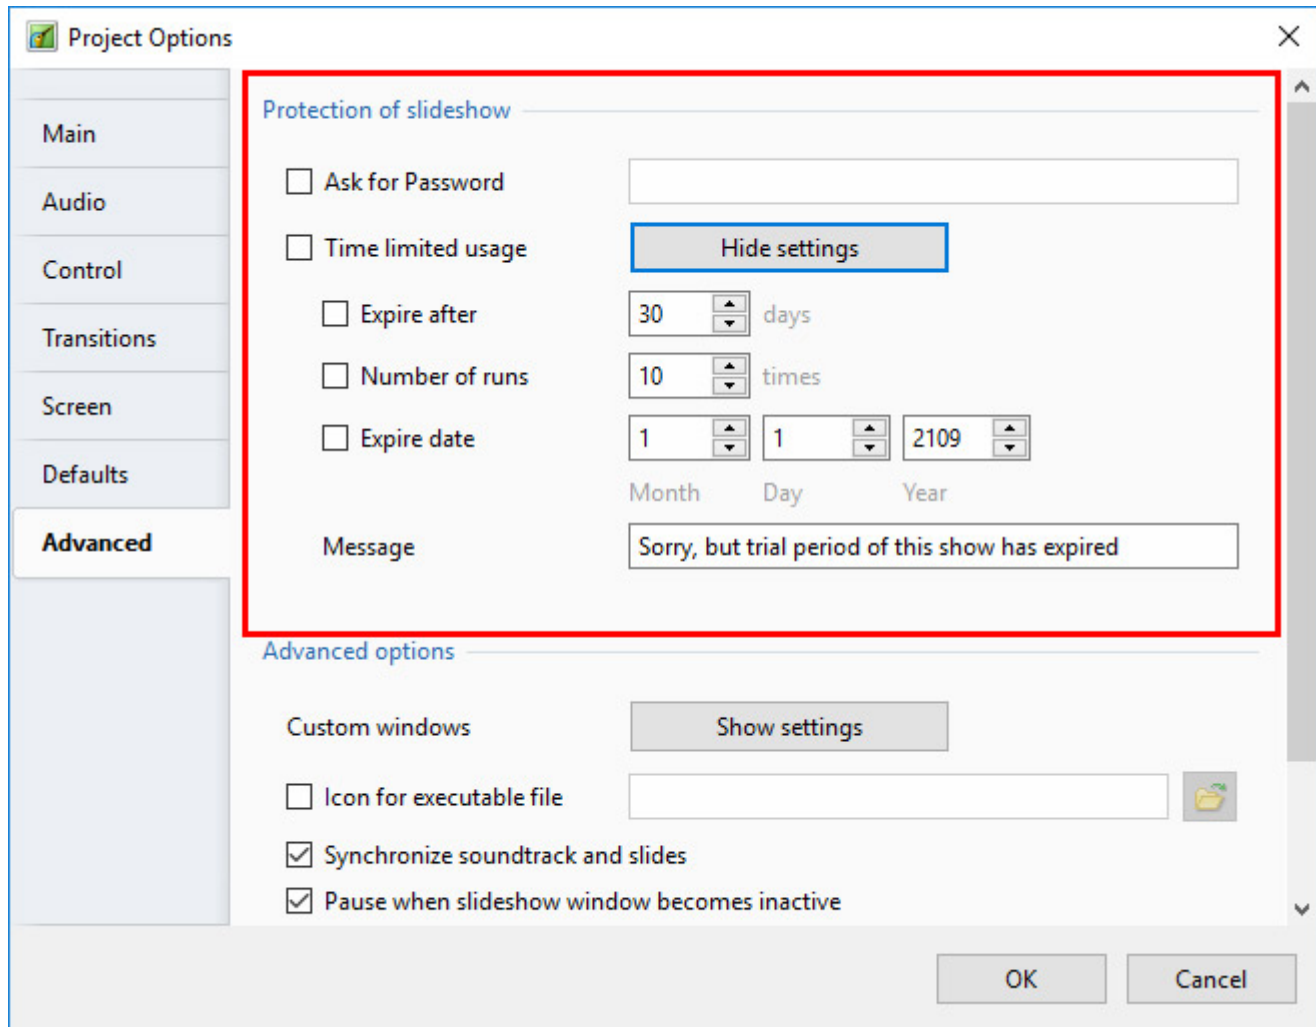 Project Options
Main
Audio
Control
Transitions
Screen
Defaults
Advanced
Protection of slideshow
Ask for Password
Time limited usage Hide settings
Expire after 30 days
Number of runs 10 times
Expire date 1 1 2109
Month Day Year
Message Sorry, but trial period of this show has expired
Advanced options
Custom windows Show settings
Icon for executable file
Synchronize soundtrack and slides
Pause when slideshow window becomes inactive
OK Cancel